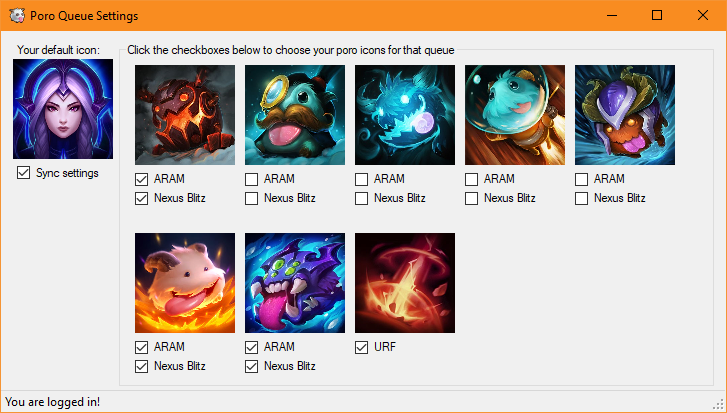 Poro Queue Settings
Your default icon:
Click the checkboxes below to choose your poro icons for that queue
Sync settings
ARAM
Nexus Blitz
ARAM
Nexus Blitz
ARAM
Nexus Blitz
ARAM
Nexus Blitz
ARAM
Nexus Blitz
ARAM
Nexus Blitz
ARAM
Nexus Blitz
URF
You are logged in!